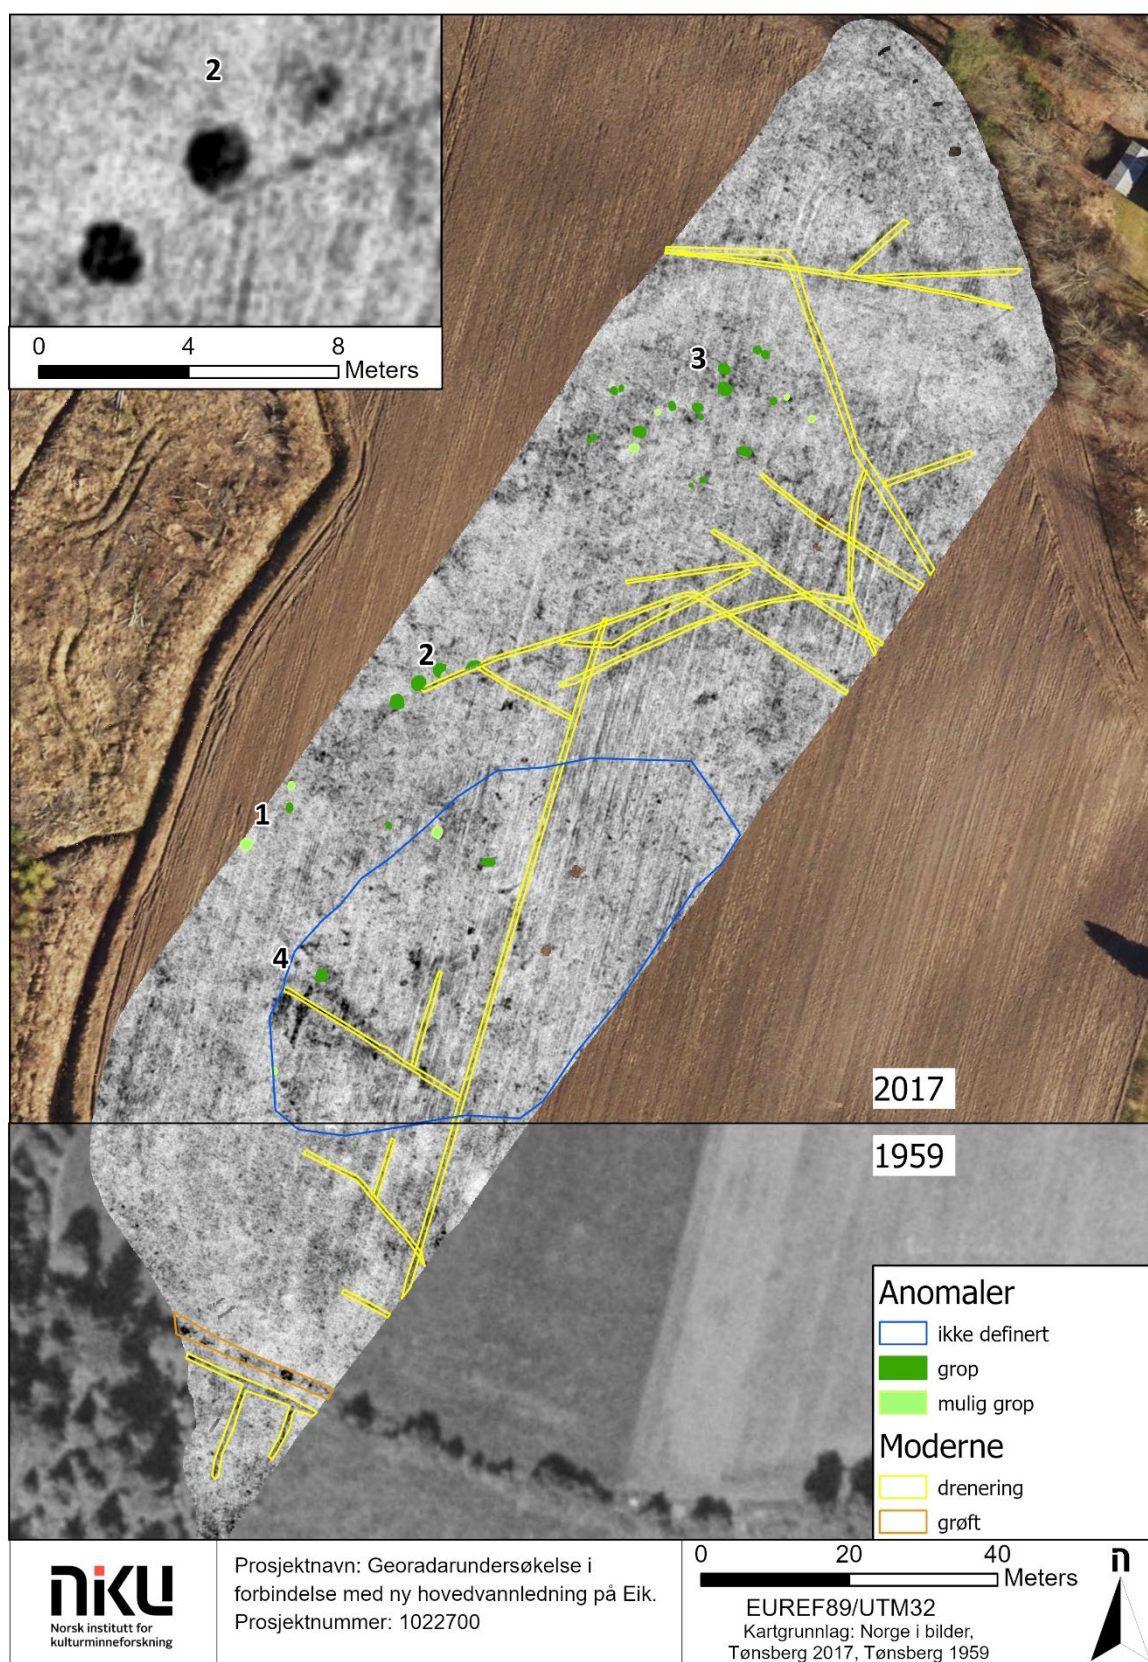 2
0 4 8 Meters
3
2
1
4
2017
1959
Anomaler
ikke definert
grop
mulig grop
Moderne
drenering
grøft
niKU
Norsk institutt for
kulturminneforskning
Prosjektnavn: Georadarundersøkelse i
forbindelse med ny hovedvannledning på Eik.
Prosjektnummer: 1022700
0 20 40 Meters
EUREF89/UTM32
Kartgrunnlag: Norge i bilder,
Tønsberg 2017, Tønsberg 1959
n